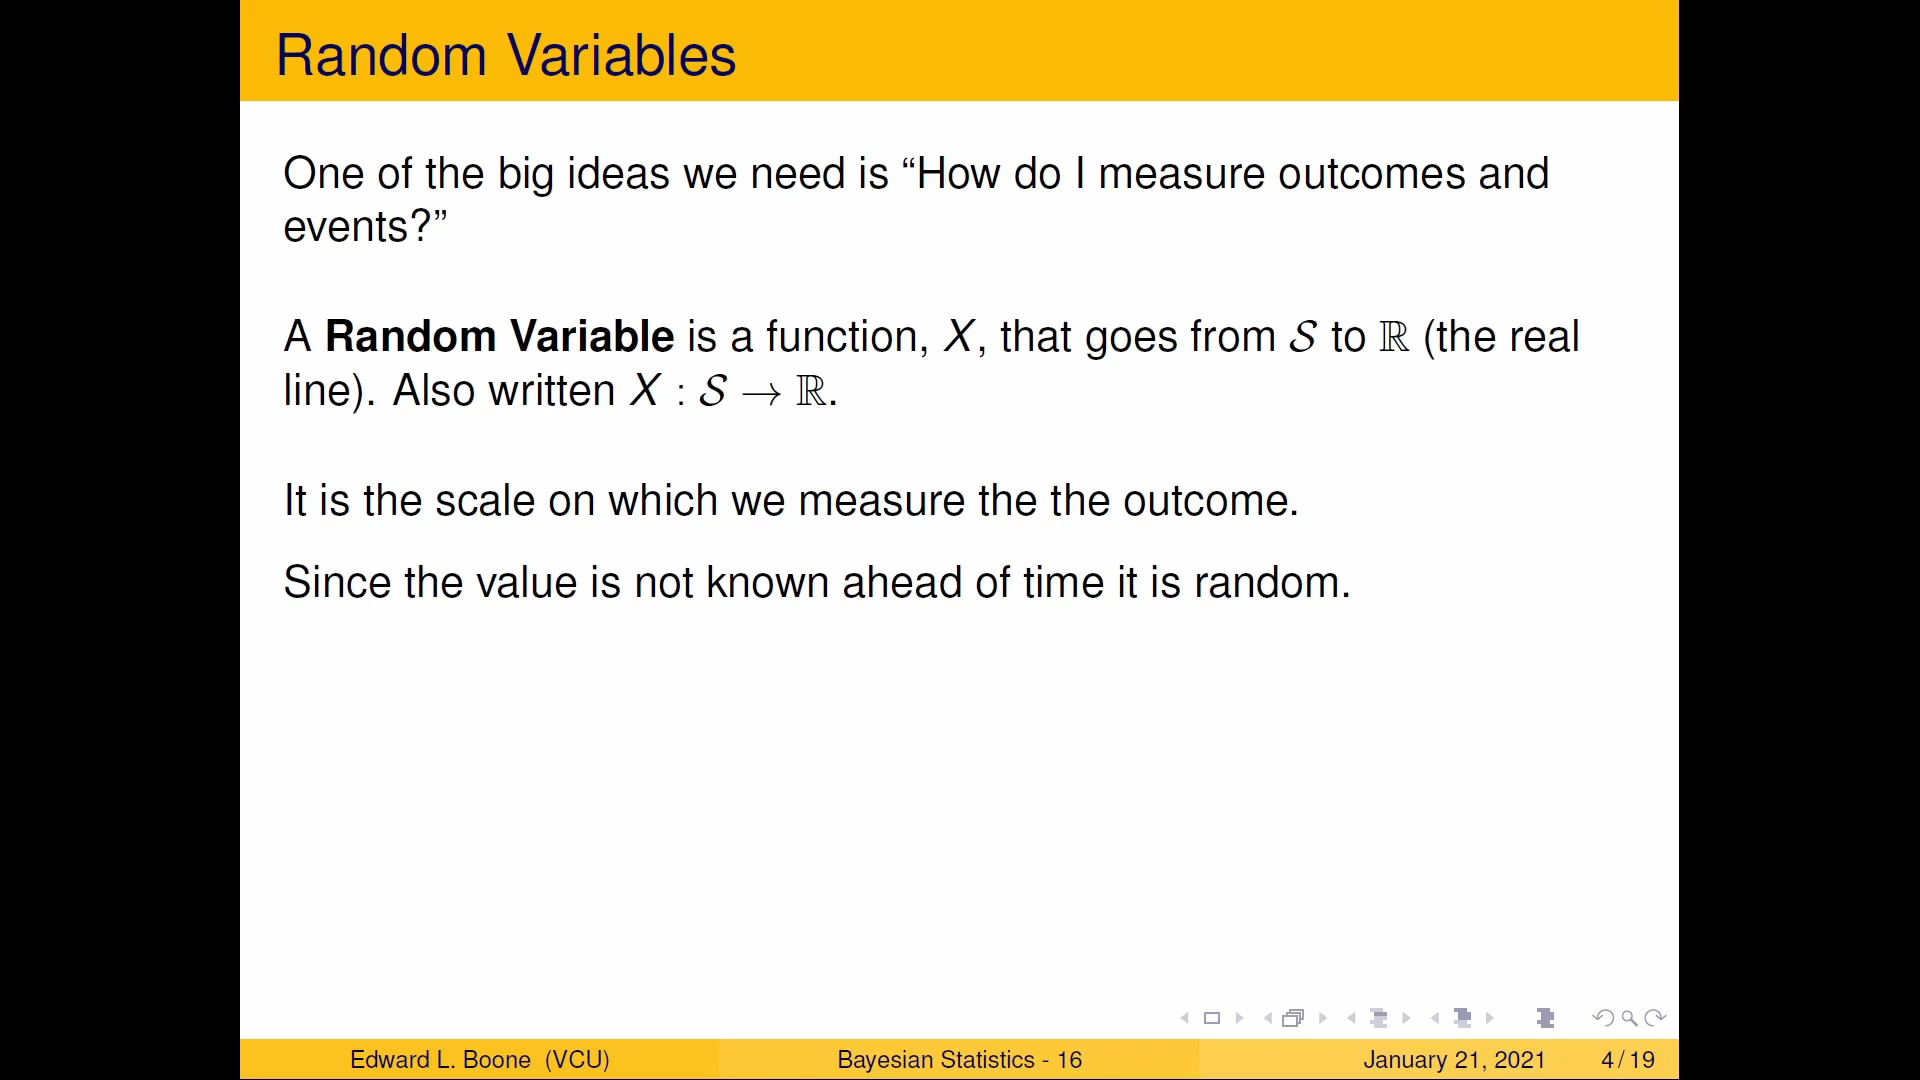 Random Variables
One of the big ideas we need is “How do I measure outcomes and
events?”
A Random Variable is a function, X, that goes from 𝒮 to ℝ (the real
line). Also written X : 𝒮 → ℝ.
It is the scale on which we measure the the outcome.
Since the value is not known ahead of time it is random.
Edward L. Boone (VCU) Bayesian Statistics - 16 January 21, 2021 4 / 19